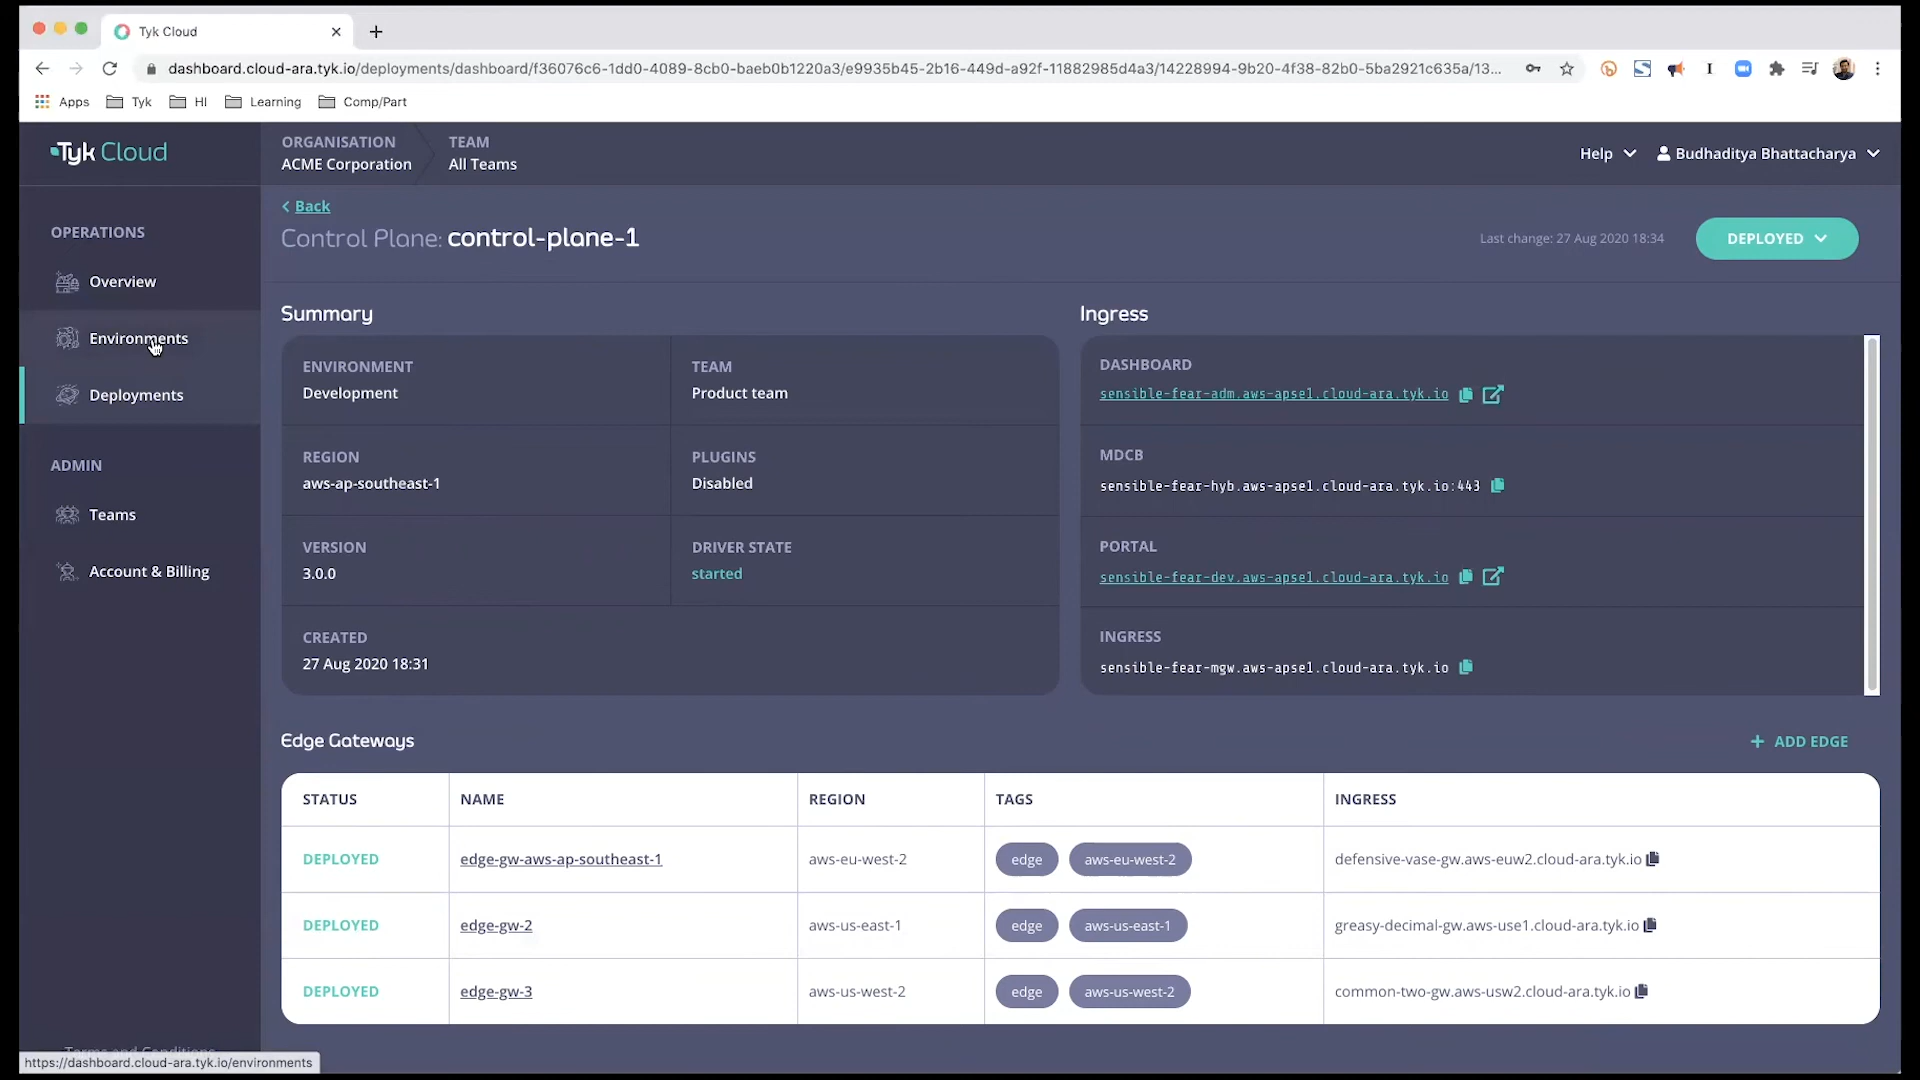 Tyk Cloud
dashboard.cloud-ara.tyk.io/deployments/dashboard/f36076c6-1dd0-4089-8cb0-baeb0b1220a3/e9935b45-2b16-449d-a92f-11882985d4a3/14228994-9b20-4f38-82b0-5ba2921c635a/13...
Apps Tyk HI Learning Comp/Part
Tyk Cloud
ORGANISATION TEAM
ACME Corporation All Teams
Help Budhaditya Bhattacharya
Back
Control Plane: control-plane-1
Last change: 27 Aug 2020 18:34
DEPLOYED
OPERATIONS
Overview
Environments
Deployments
ADMIN
Teams
Account & Billing
Terms and Conditions
https://dashboard.cloud-ara.tyk.io/environments
Summary
ENVIRONMENT TEAM
Development Product team
REGION PLUGINS
aws-ap-southeast-1 Disabled
VERSION DRIVER STATE
3.0.0 started
CREATED
27 Aug 2020 18:31
Ingress
DASHBOARD
sensible-fear-adm.aws-apse1.cloud-ara.tyk.io
MDCB
sensible-fear-hyb.aws-apse1.cloud-ara.tyk.io:443
PORTAL
sensible-fear-dev.aws-apse1.cloud-ara.tyk.io
INGRESS
sensible-fear-mgw.aws-apse1.cloud-ara.tyk.io
Edge Gateways
+ ADD EDGE
STATUS NAME REGION TAGS INGRESS
DEPLOYED edge-gw-aws-ap-southeast-1 aws-eu-west-2 edge aws-eu-west-2 defensive-vase-gw.aws-euw2.cloud-ara.tyk.io
DEPLOYED edge-gw-2 aws-us-east-1 edge aws-us-east-1 greasy-decimal-gw.aws-use1.cloud-ara.tyk.io
DEPLOYED edge-gw-3 aws-us-west-2 edge aws-us-west-2 common-two-gw.aws-usw2.cloud-ara.tyk.io